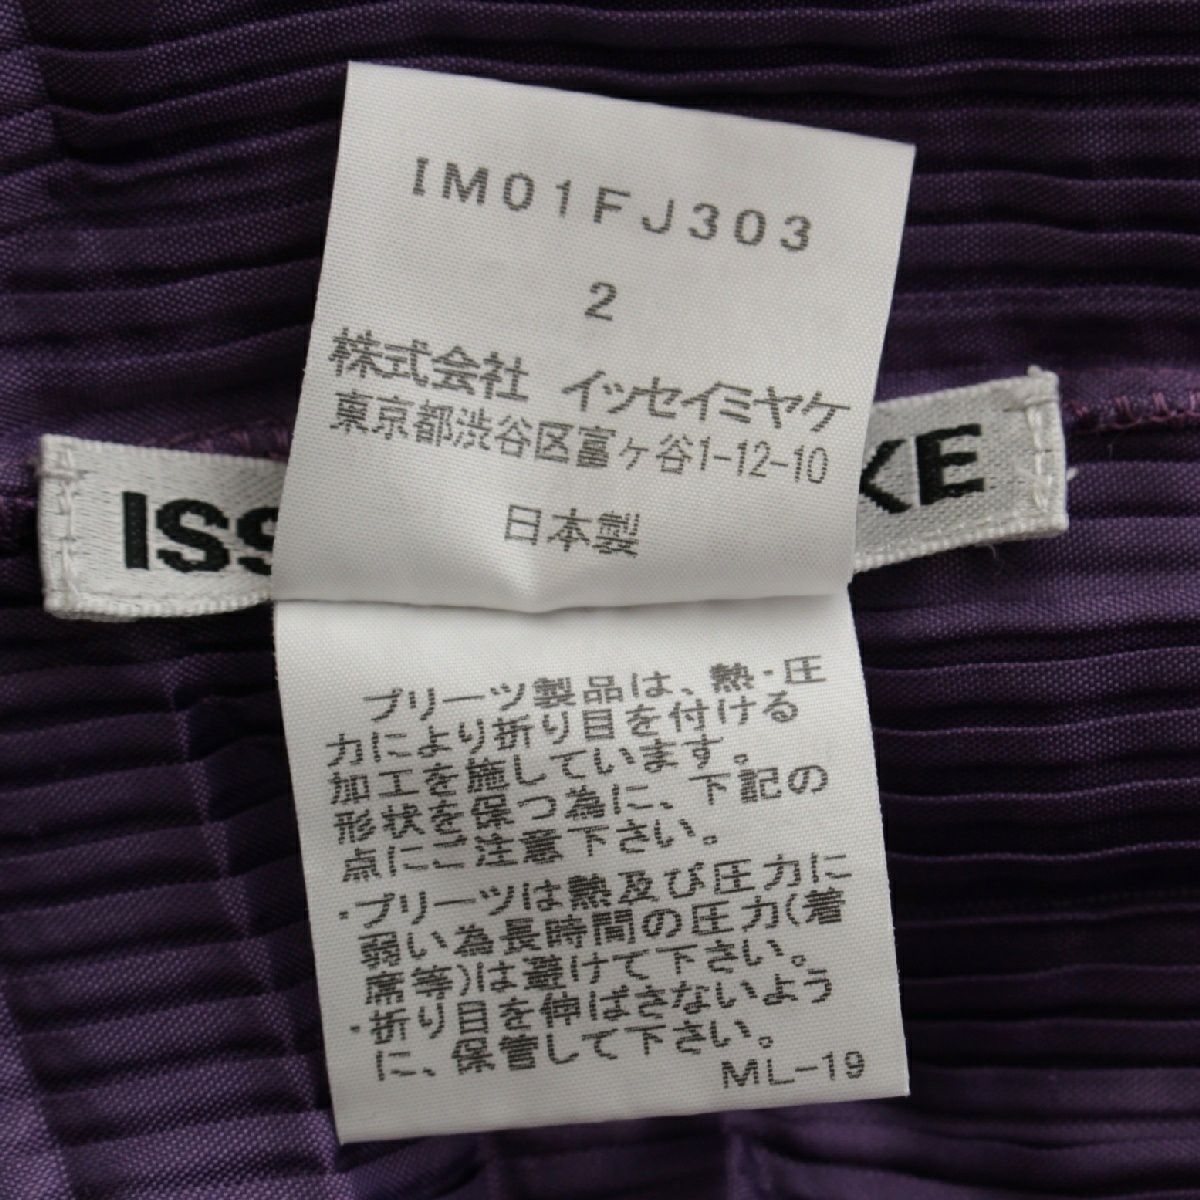 IM01FJ303
2
株式会社 イッセイミヤケ
東京都渋谷区富ヶ谷1-12-10
日本製
ISS KE
プリーツ製品は、熱・圧
力により折り目を付ける
加工を施しています。
形状を保つ為に、下記の
点にご注意下さい。
・プリーツは熱及び圧力に
弱い為長時間の圧力(着
席等)は避けて下さい。
・折り目を伸ばさないよう
に、保管して下さい。
ML-19